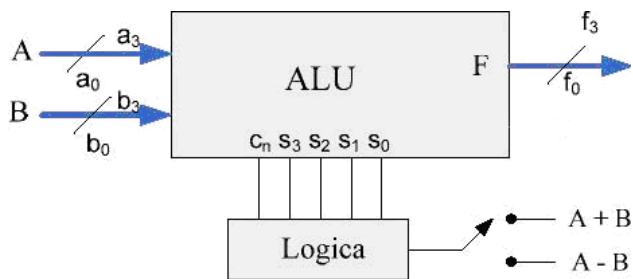 f3
A a3
a0
ALU F
f0
B b3
b0
cn s3 s2 s1 s0
A + B
Logica
A - B